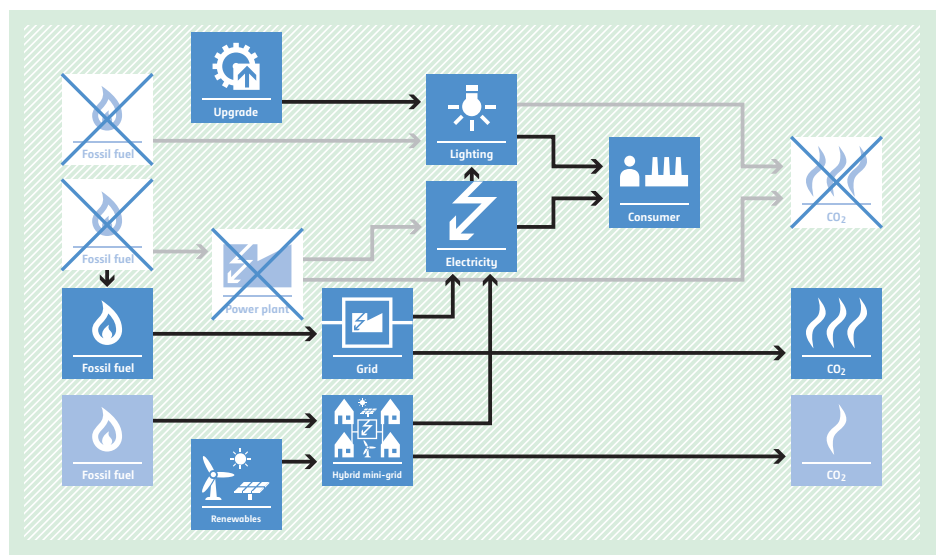 Upgrade
Fossil fuel
Lighting
Consumer
CO2
Fossil fuel
Power plant
Electricity
Fossil fuel
Grid
CO2
Fossil fuel
Renewables
Hybrid mini-grid
CO2